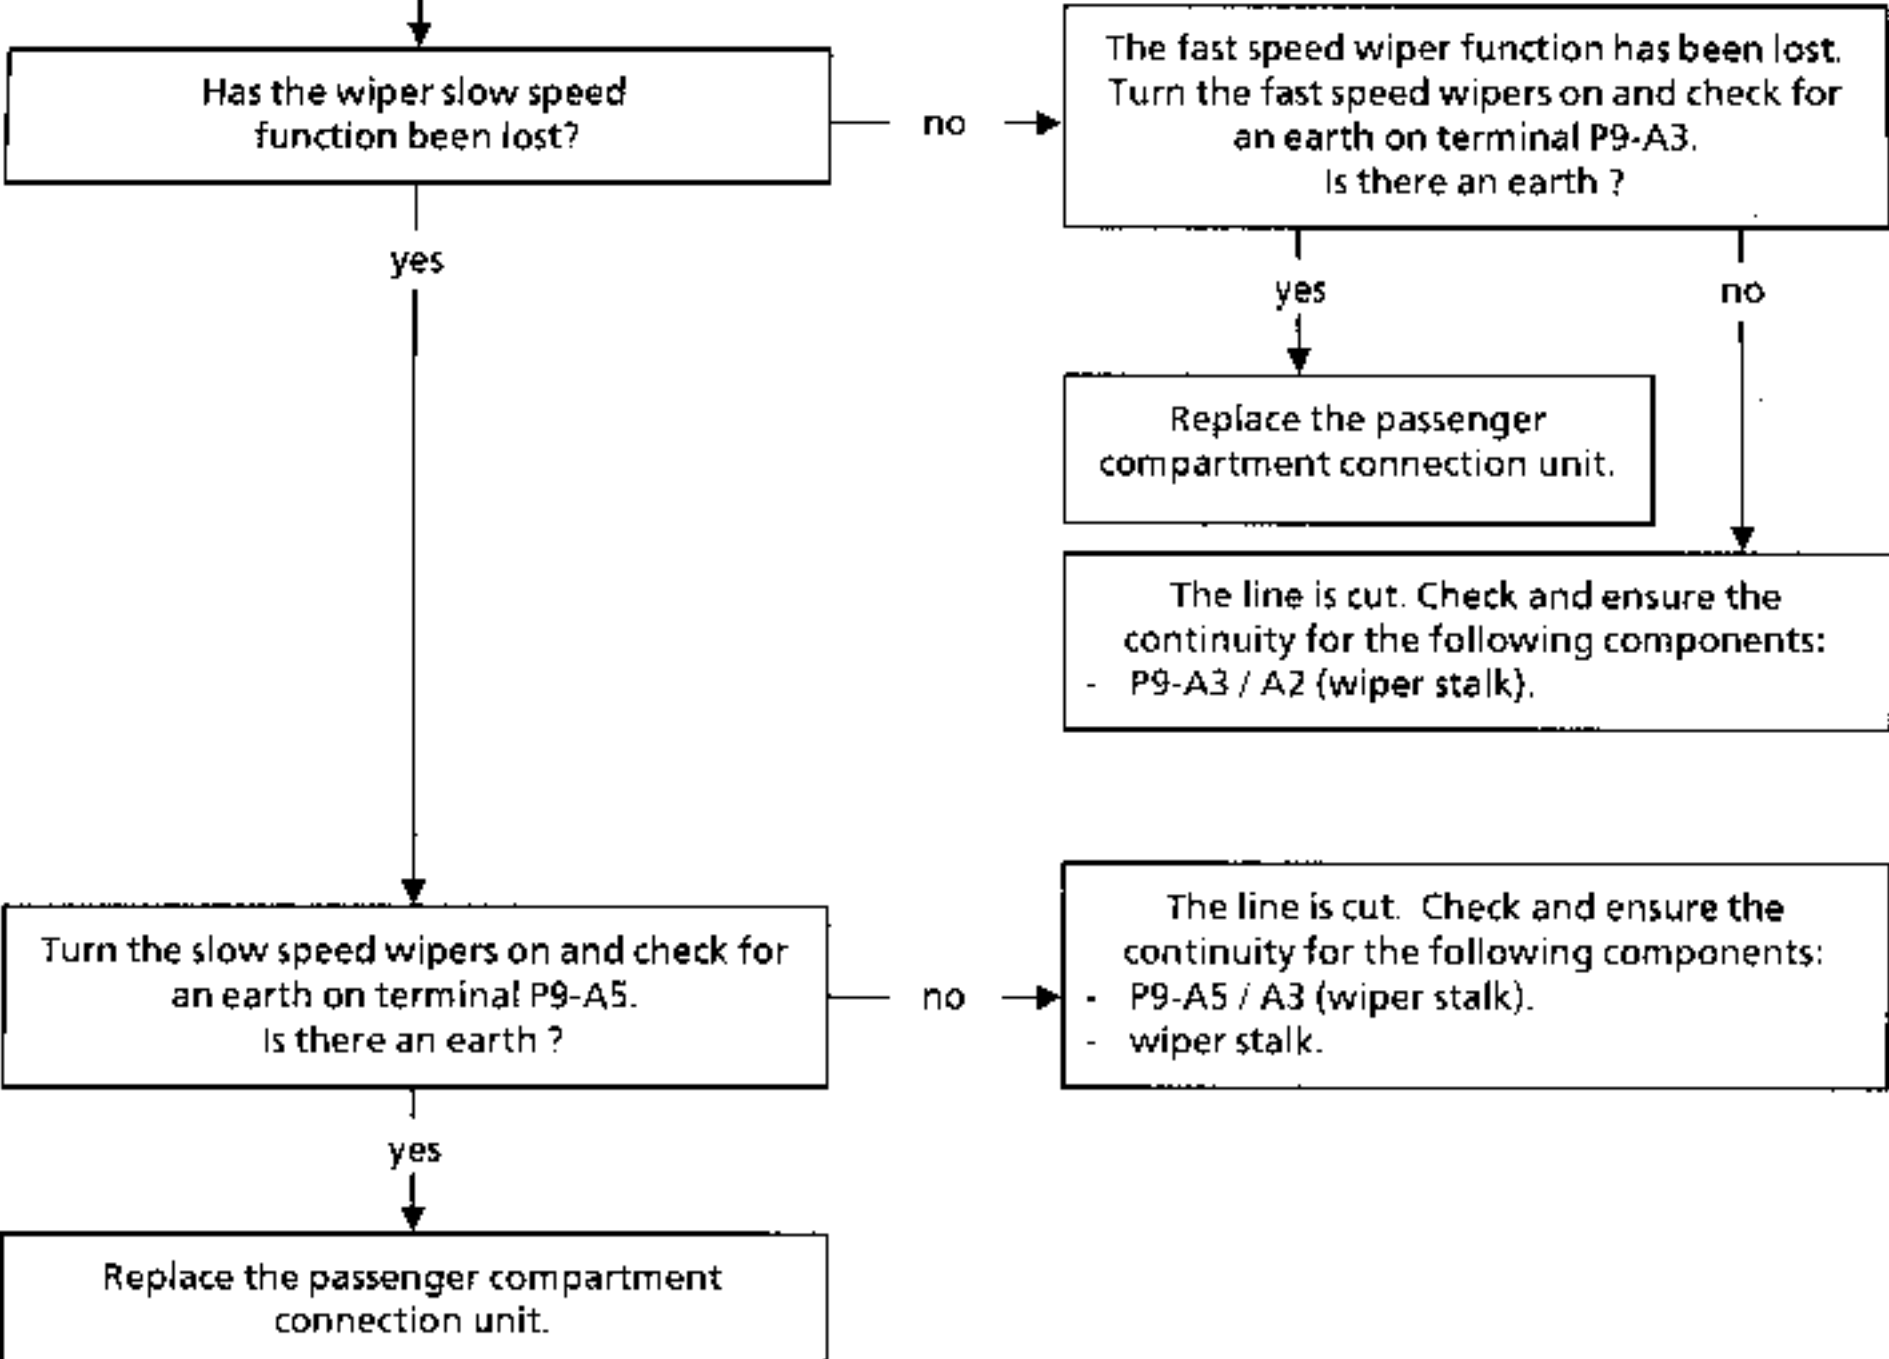 Has the wiper slow speed
function been lost?
no
The fast speed wiper function has been lost.
Turn the fast speed wipers on and check for
an earth on terminal P9-A3.
Is there an earth ?
yes
yes
no
Replace the passenger
compartment connection unit.
The line is cut. Check and ensure the
continuity for the following components:
- P9-A3 / A2 (wiper stalk).
Turn the slow speed wipers on and check for
an earth on terminal P9-A5.
Is there an earth ?
no
The line is cut. Check and ensure the
continuity for the following components:
- P9-A5 / A3 (wiper stalk).
- wiper stalk.
yes
Replace the passenger compartment
connection unit.